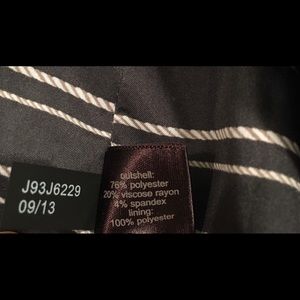 J93J6229
09/13
outshell:
76% polyester
20% viscose rayon
4% spandex
lining:
100% polyester